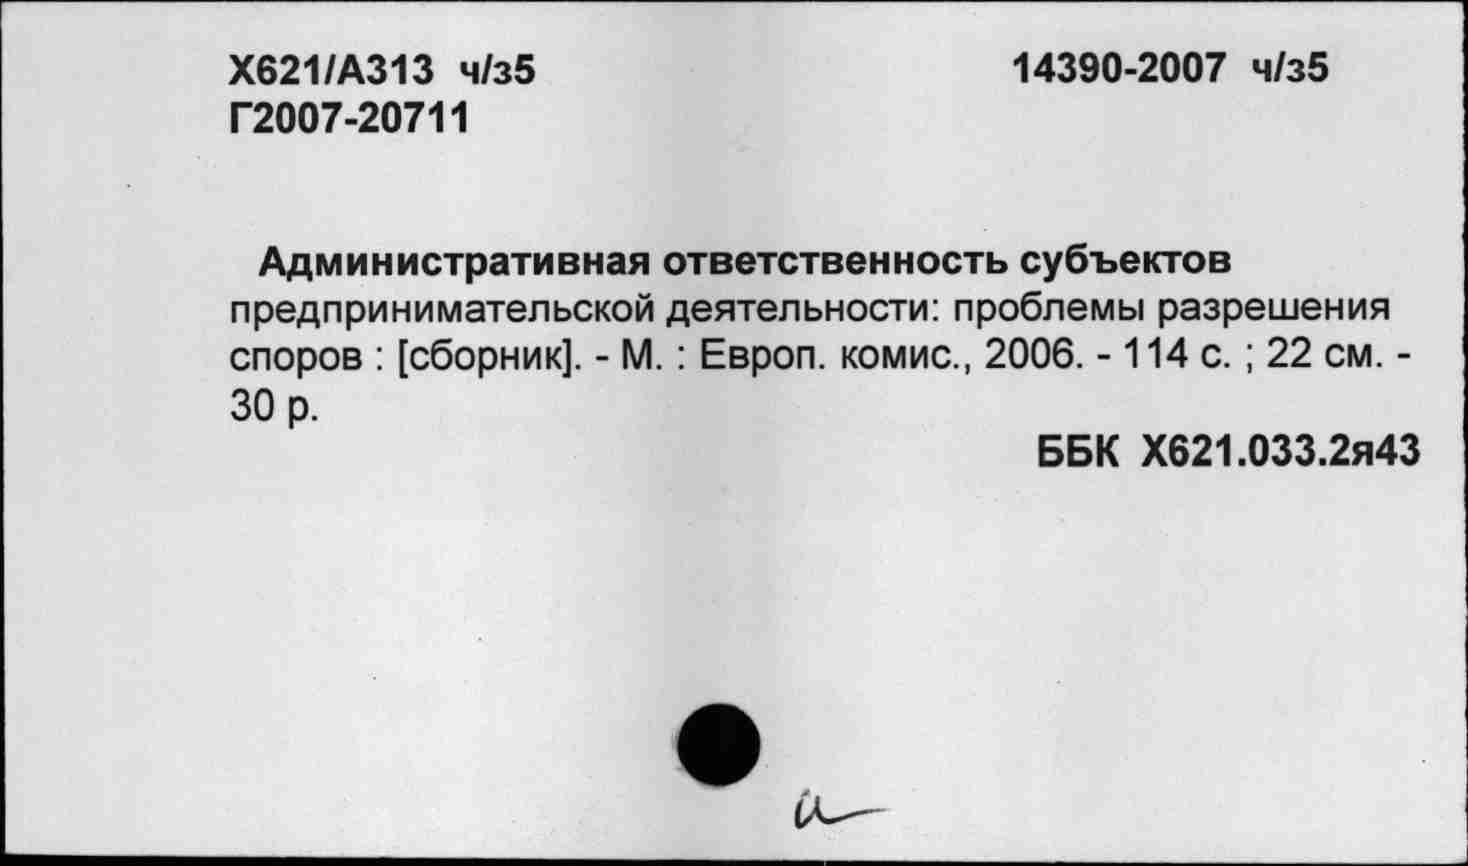 Х621/А313 ч/з5 14390-2007 ч/з5
Г2007-20711
Административная ответственность субъектов
предпринимательской деятельности: проблемы разрешения
споров : [сборник]. - М. : Европ. комис., 2006. - 114 с. ; 22 см. -
30 р.
ББК Х621.033.2я43